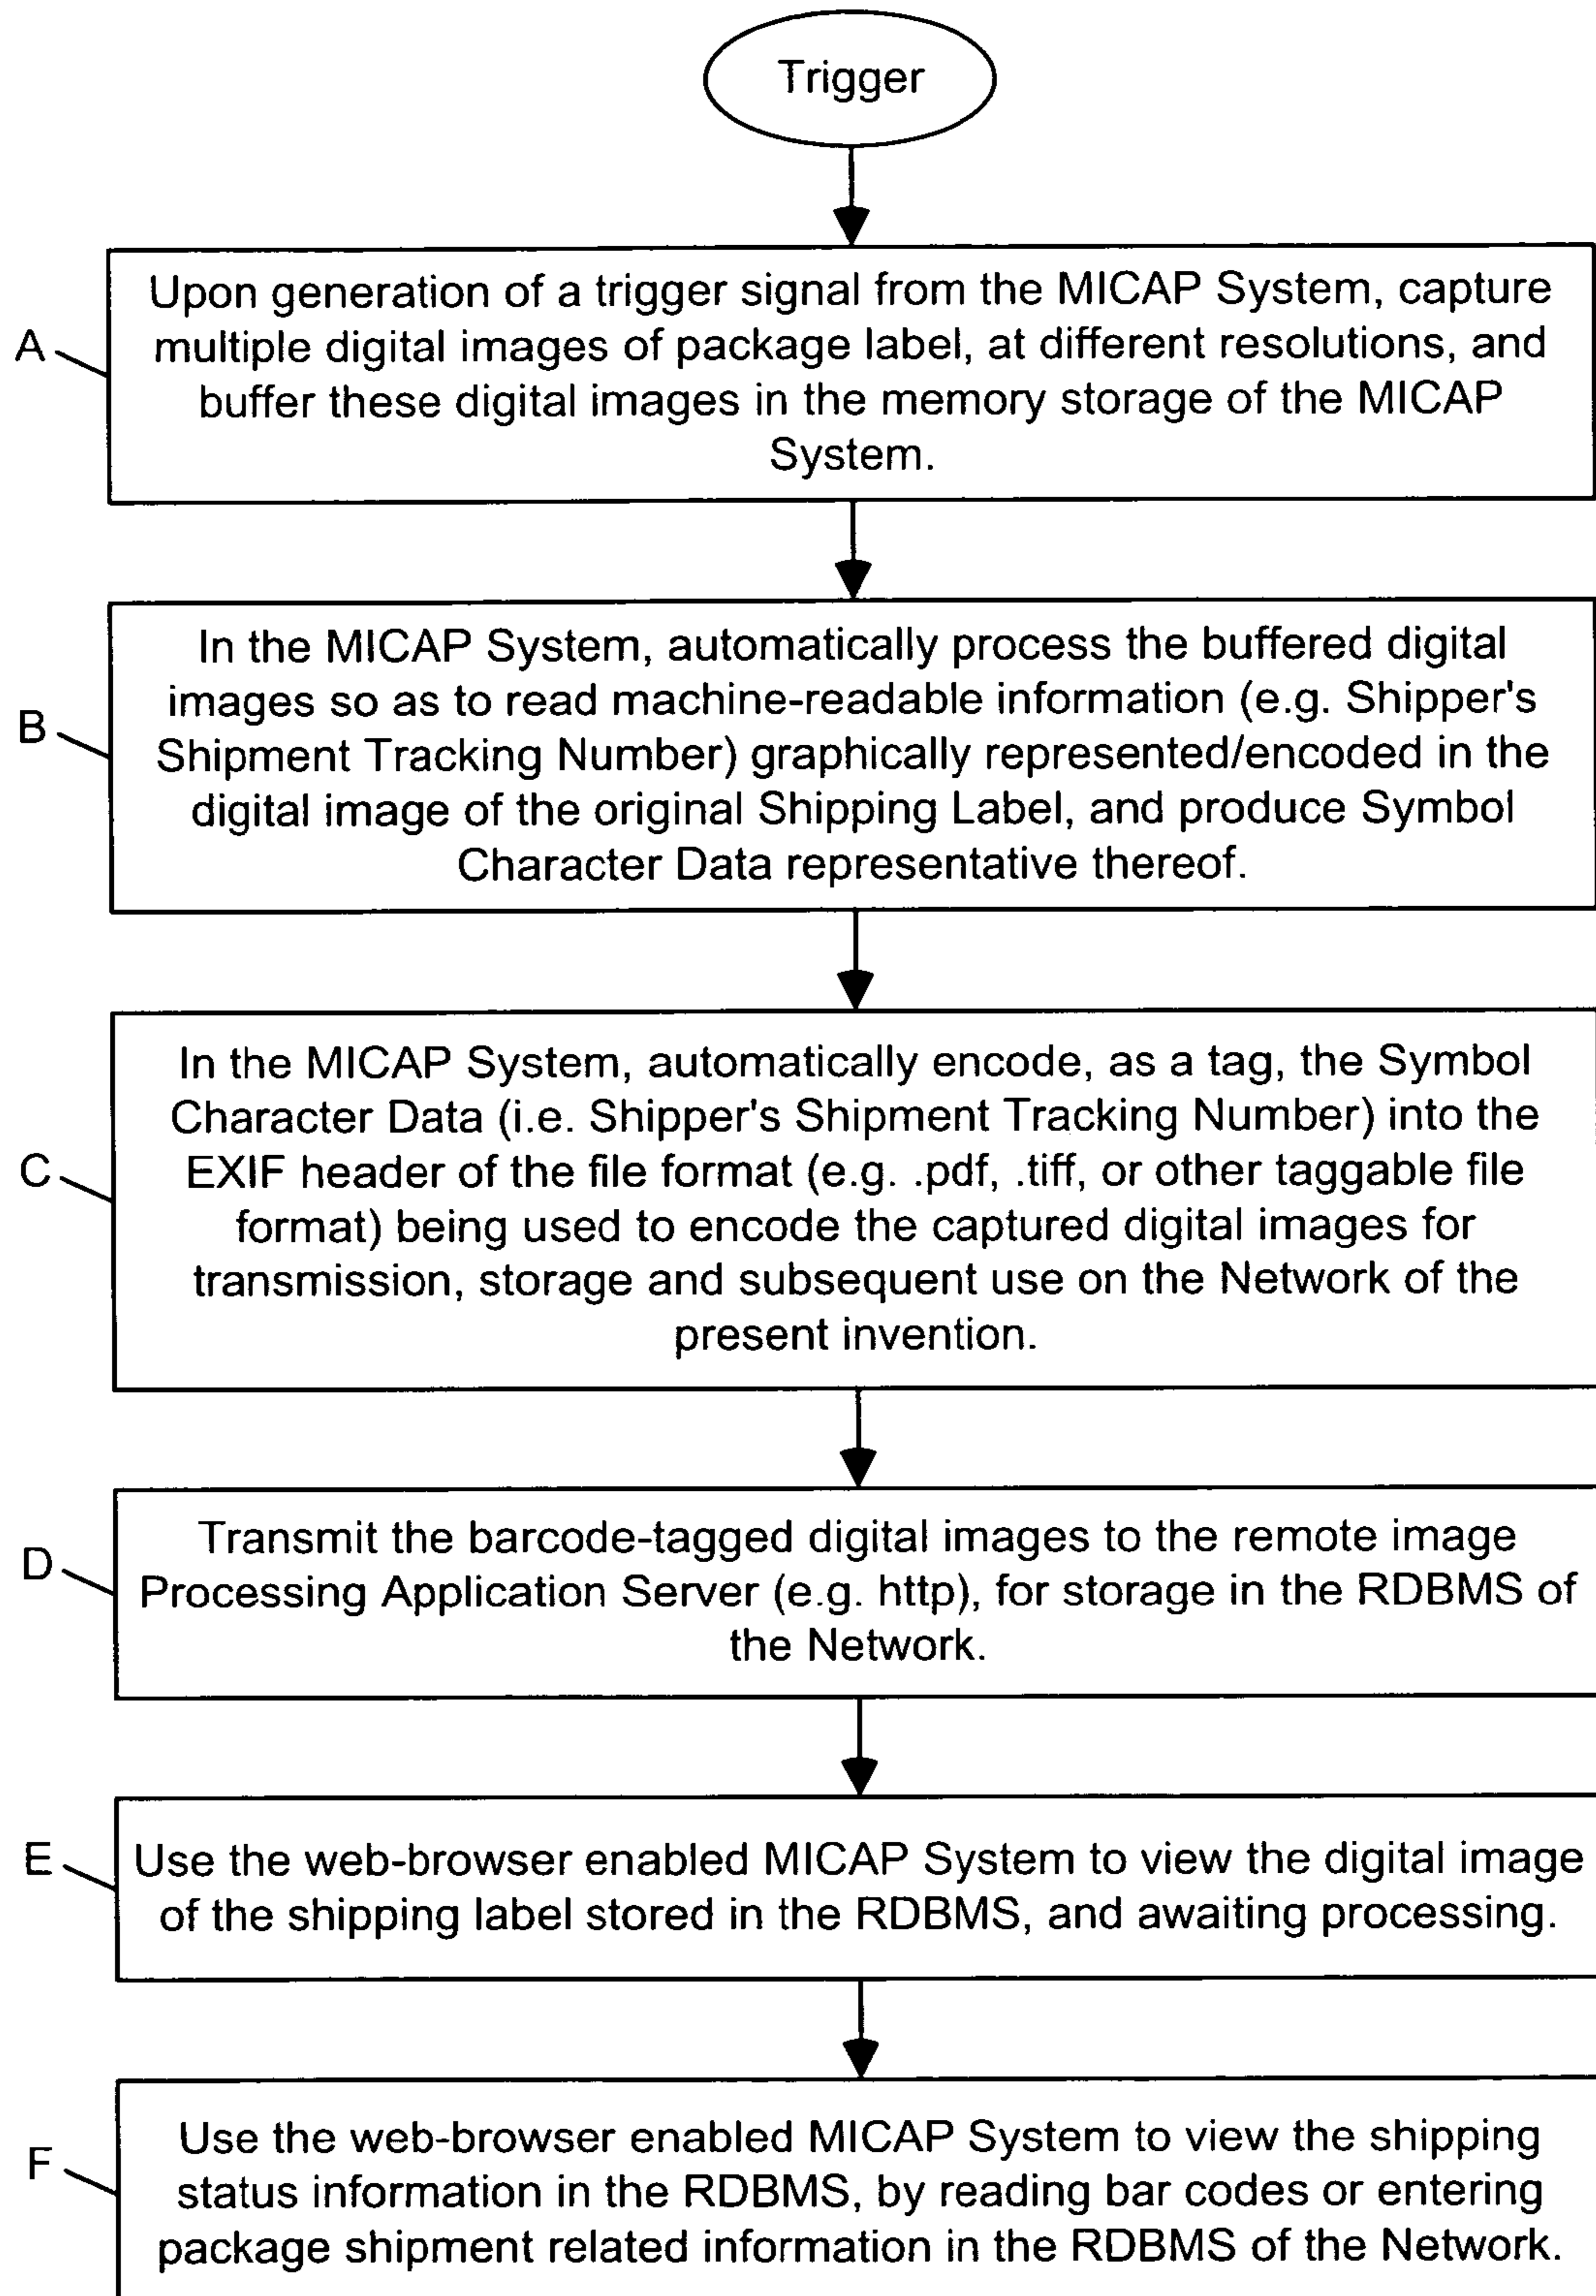 Trigger
A
Upon generation of a trigger signal from the MICAP System, capture
multiple digital images of package label, at different resolutions, and
buffer these digital images in the memory storage of the MICAP
System.
B
In the MICAP System, automatically process the buffered digital
images so as to read machine-readable information (e.g. Shipper's
Shipment Tracking Number) graphically represented/encoded in the
digital image of the original Shipping Label, and produce Symbol
Character Data representative thereof.
C
In the MICAP System, automatically encode, as a tag, the Symbol
Character Data (i.e. Shipper's Shipment Tracking Number) into the
EXIF header of the file format (e.g. .pdf, .tiff, or other taggable file
format) being used to encode the captured digital images for
transmission, storage and subsequent use on the Network of the
present invention.
D
Transmit the barcode-tagged digital images to the remote image
Processing Application Server (e.g. http), for storage in the RDBMS of
the Network.
E
Use the web-browser enabled MICAP System to view the digital image
of the shipping label stored in the RDBMS, and awaiting processing.
F
Use the web-browser enabled MICAP System to view the shipping
status information in the RDBMS, by reading bar codes or entering
package shipment related information in the RDBMS of the Network.